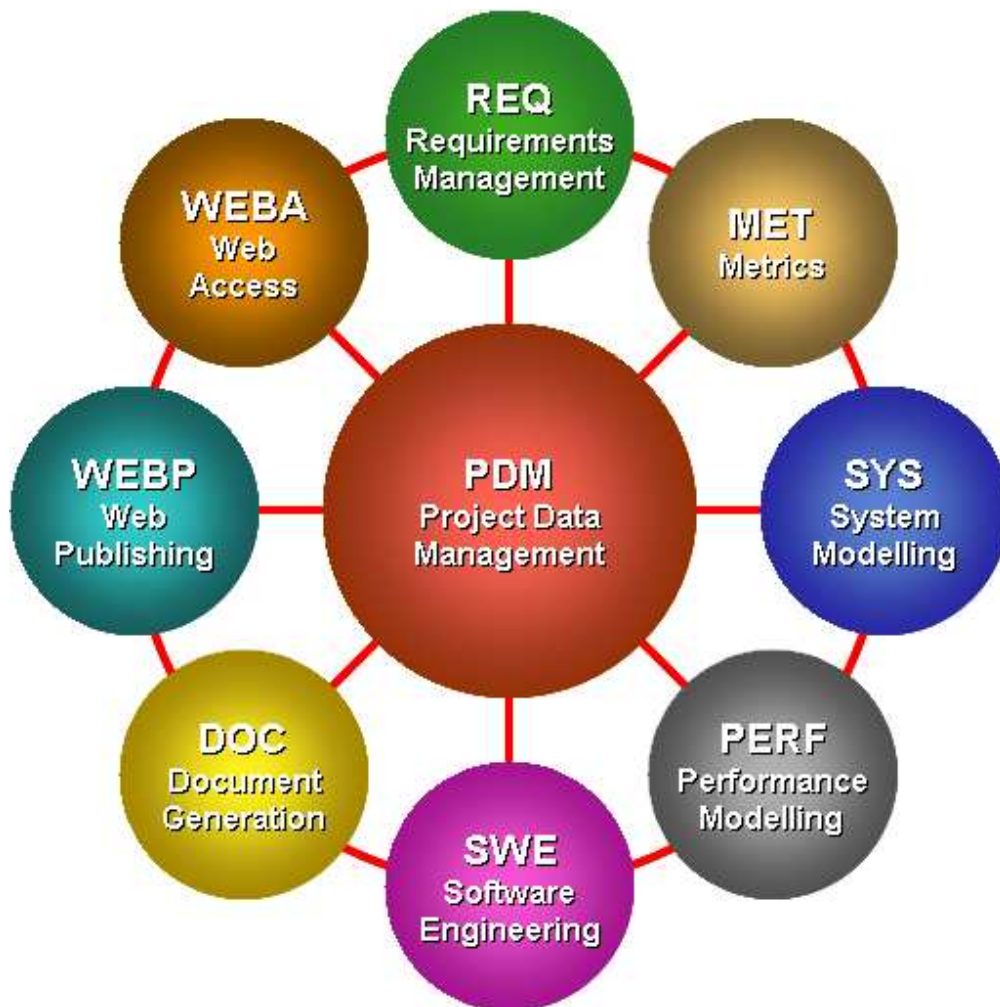 REQ
Requirements
Management
WEBA
Web
Access
MET
Metrics
WEBP
Web
Publishing
PDM
Project Data
Management
SYS
System
Modelling
DOC
Document
Generation
PERF
Performance
Modelling
SWE
Software
Engineering